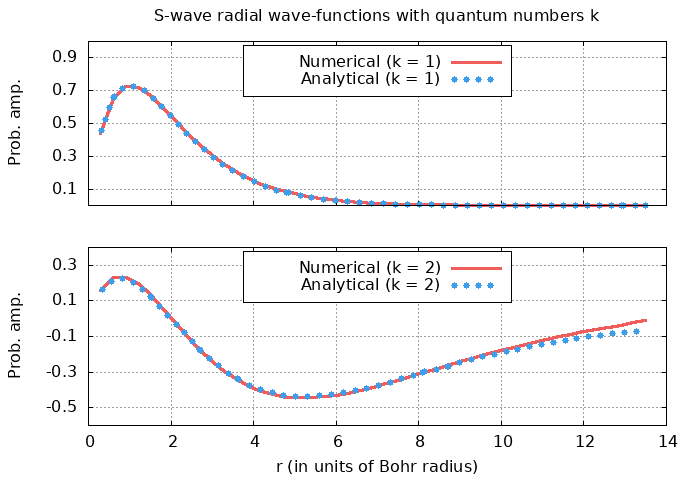 S-wave radial wave-functions with quantum numbers k
0.9
0.7
0.5
0.3
0.1
Prob. amp.
Numerical (k = 1)
Analytical (k = 1)
0.3
0.1
-0.1
-0.3
-0.5
Prob. amp.
Numerical (k = 2)
Analytical (k = 2)
0 2 4 6 8 10 12 14
r (in units of Bohr radius)